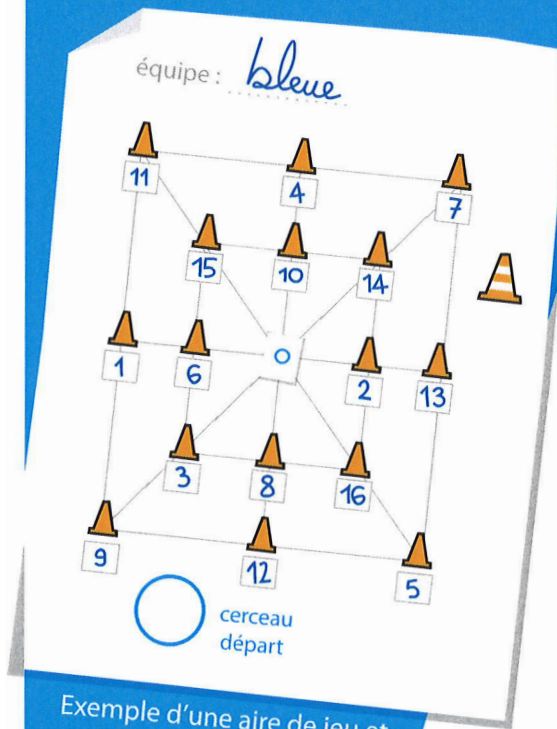 équipe : bleue
11 4 7
15 10 14
1 6 2 13
3 8 16
9 12 5
cerceau
départ
Exemple d'une aire de jeu et